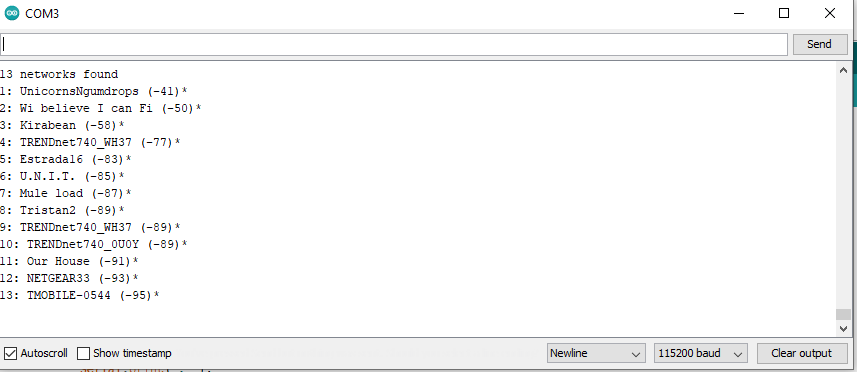 COM3
Send
13 networks found
1: UnicornsNgumdrops (-41)*
2: Wi believe I can Fi (-50)*
3: Kirabean (-58)*
4: TRENDnet740_WH37 (-77)*
5: Estrada16 (-83)*
6: U.N.I.T. (-85)*
7: Mule load (-87)*
8: Tristan2 (-89)*
9: TRENDnet740_WH37 (-89)*
10: TRENDnet740_0U0Y (-89)*
11: Our House (-91)*
12: NETGEAR33 (-93)*
13: TMOBILE-0544 (-95)*
Autoscroll Show timestamp Newline 115200 baud Clear output